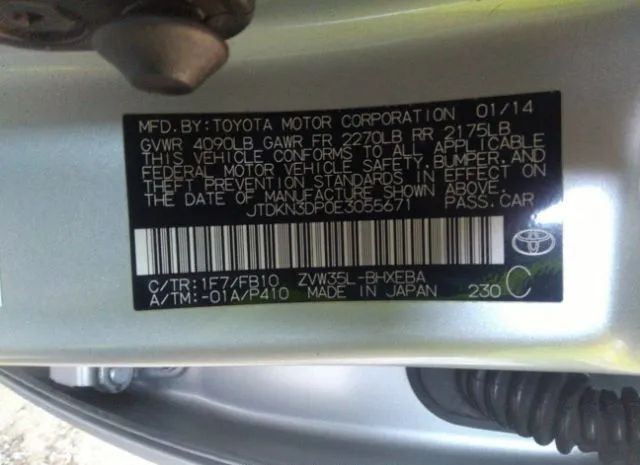 MFD.BY:TOYOTA MOTOR CORPORATION 01/14
GVWR 4090LB GAWR FR 2270LB RR 2175LB
THIS VEHICLE CONFORMS TO ALL APPLICABLE
FEDERAL MOTOR VEHICLE SAFETY,BUMPER,AND
THEFT PREVENTION STANDARDS IN EFFECT ON
THE DATE OF MANUFACTURE SHOWN ABOVE.
JTDKN3DP0E3055671 PASS.CAR
C/TR:1F7/FB10 ZVW35L-BHXEBA
A/TM:-01A/P410 MADE IN JAPAN 230 C